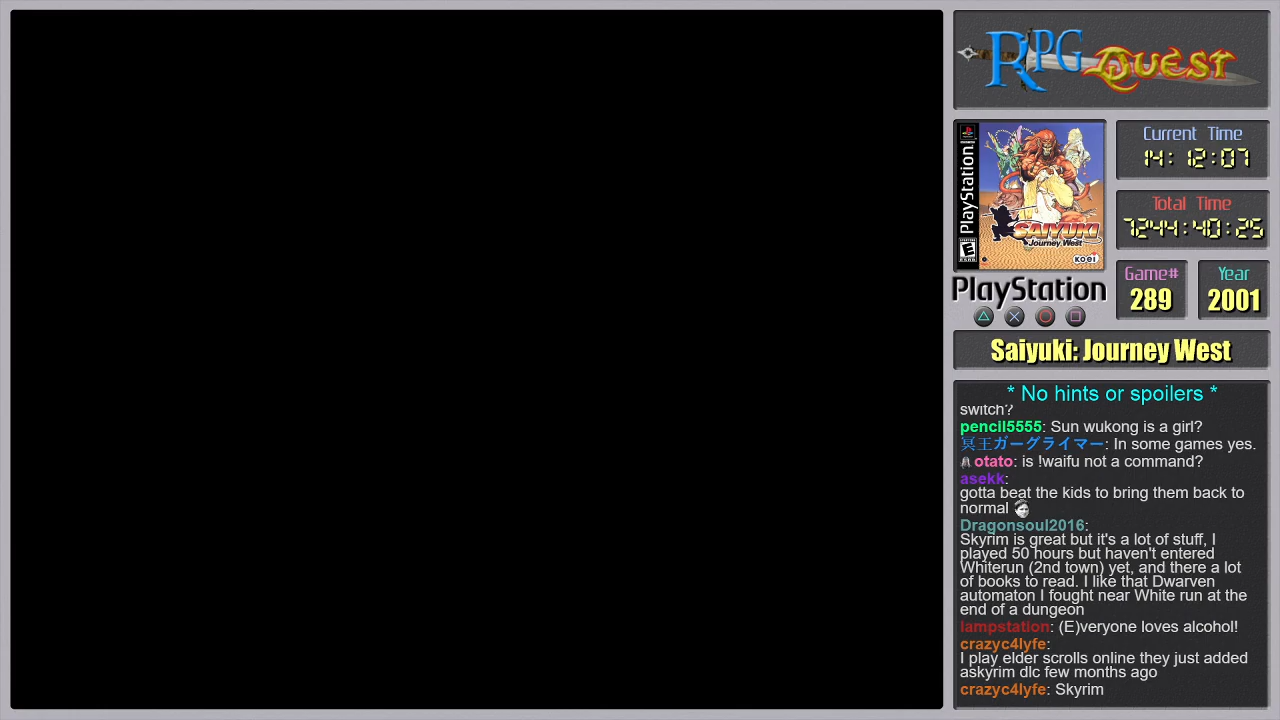 RPG Quest
PlayStation
SAIYUKI
Journey West
KOEI
PlayStation
Current Time
14:12:07
Total Time
7244:40:25
Game#
289
Year
2001
Saiyuki: Journey West
* No hints or spoilers *
switch?
pencil5555: Sun wukong is a girl?
冥王ガーグライマー: In some games yes.
otato: is !waifu not a command?
asekk:
gotta beat the kids to bring them back to
normal
Dragonsoul2016:
Skyrim is great but it's a lot of stuff, I
played 50 hours but haven't entered
Whiterun (2nd town) yet, and there a lot
of books to read. I like that Dwarven
automaton I fought near White run at the
end of a dungeon
lampstation: (E)veryone loves alcohol!
crazyc4lyfe:
I play elder scrolls online they just added
askyrim dlc few months ago
crazyc4lyfe: Skyrim